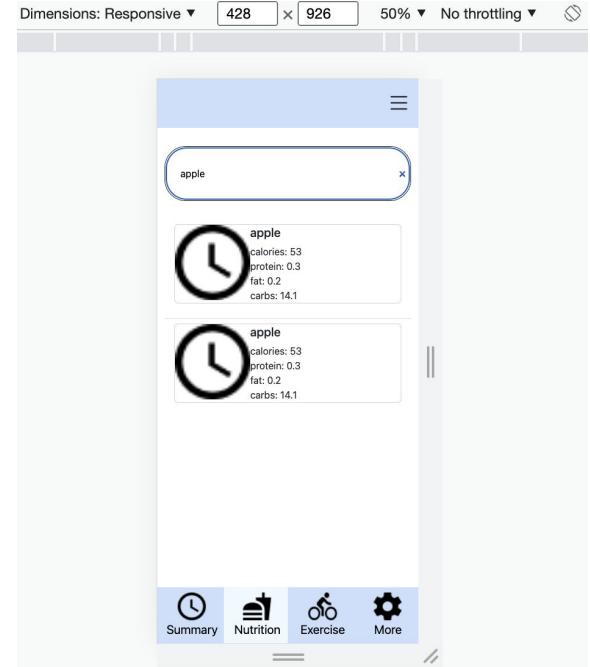 Dimensions: Responsive ▼ 428 × 926 50% ▼ No throttling ▼
apple ×
apple
calories: 53
protein: 0.3
fat: 0.2
carbs: 14.1
apple
calories: 53
protein: 0.3
fat: 0.2
carbs: 14.1
Summary Nutrition Exercise More